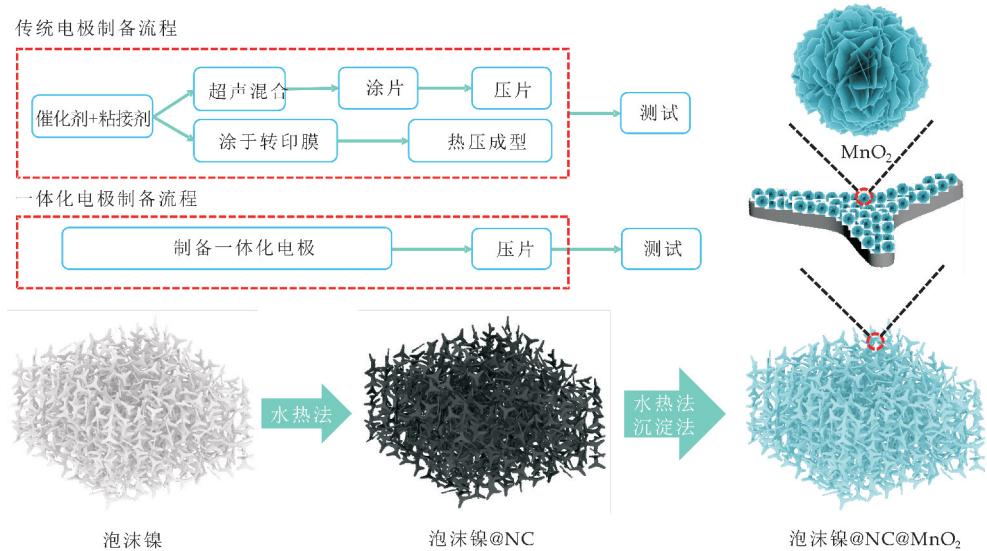 传统电极制备流程
催化剂+粘接剂
超声混合
涂片
压片
涂于转印膜
热压成型
测试
一体化电极制备流程
制备一体化电极
压片
测试
MnO₂
水热法
水热法
沉淀法
泡沫镍
泡沫镍@NC
泡沫镍@NC@MnO₂